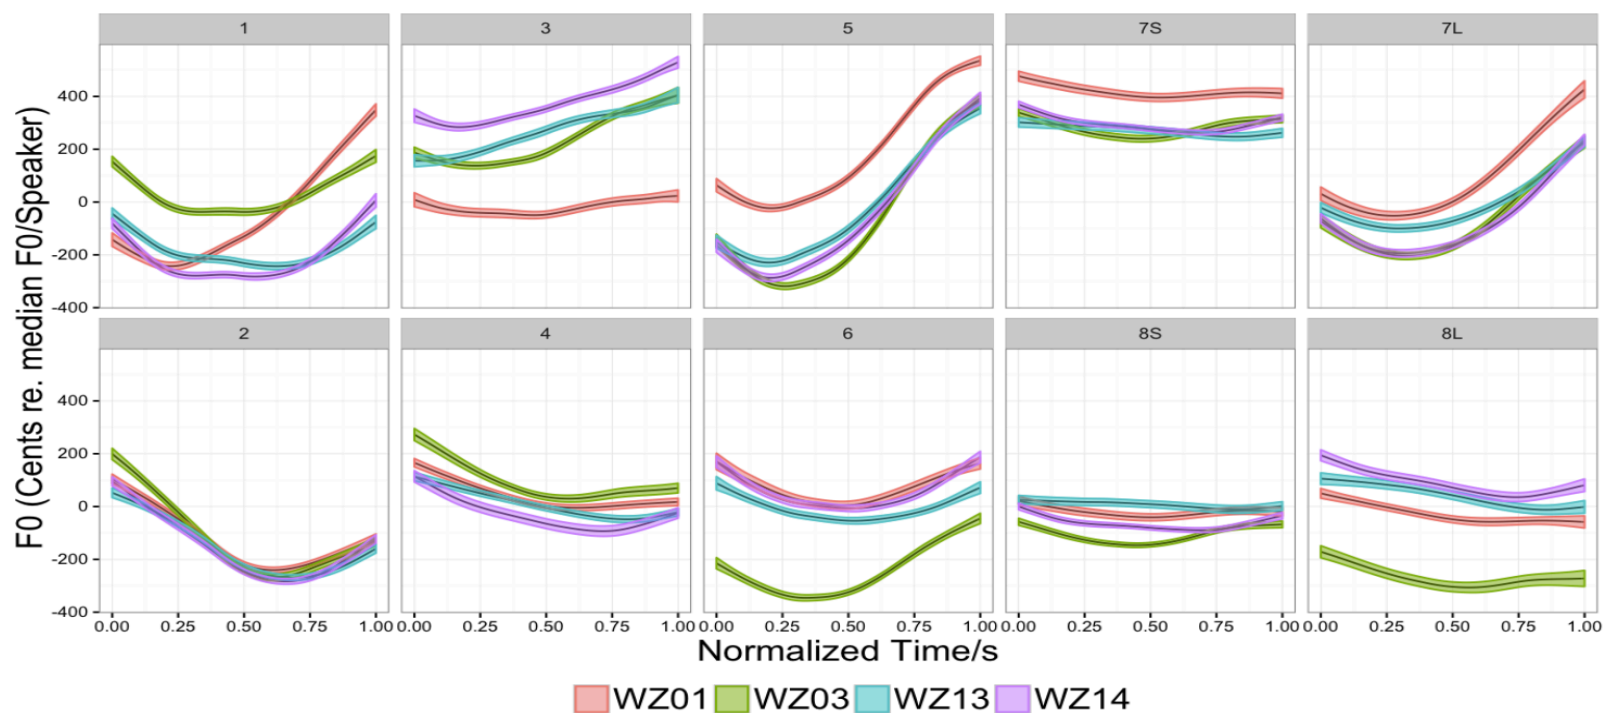 1 3 5 7S 7L
400
200
0
-200
-400
2 4 6 8S 8L
400
200
0
-200
-400
0.00 0.25 0.50 0.75 1.00 0.00 0.25 0.50 0.75 1.00 0.00 0.25 0.50 0.75 1.00 0.00 0.25 0.50 0.75 1.00 0.00 0.25 0.50 0.75 1.00
F0 (Cents re. median F0/Speaker)
Normalized Time/s
WZ01 WZ03 WZ13 WZ14